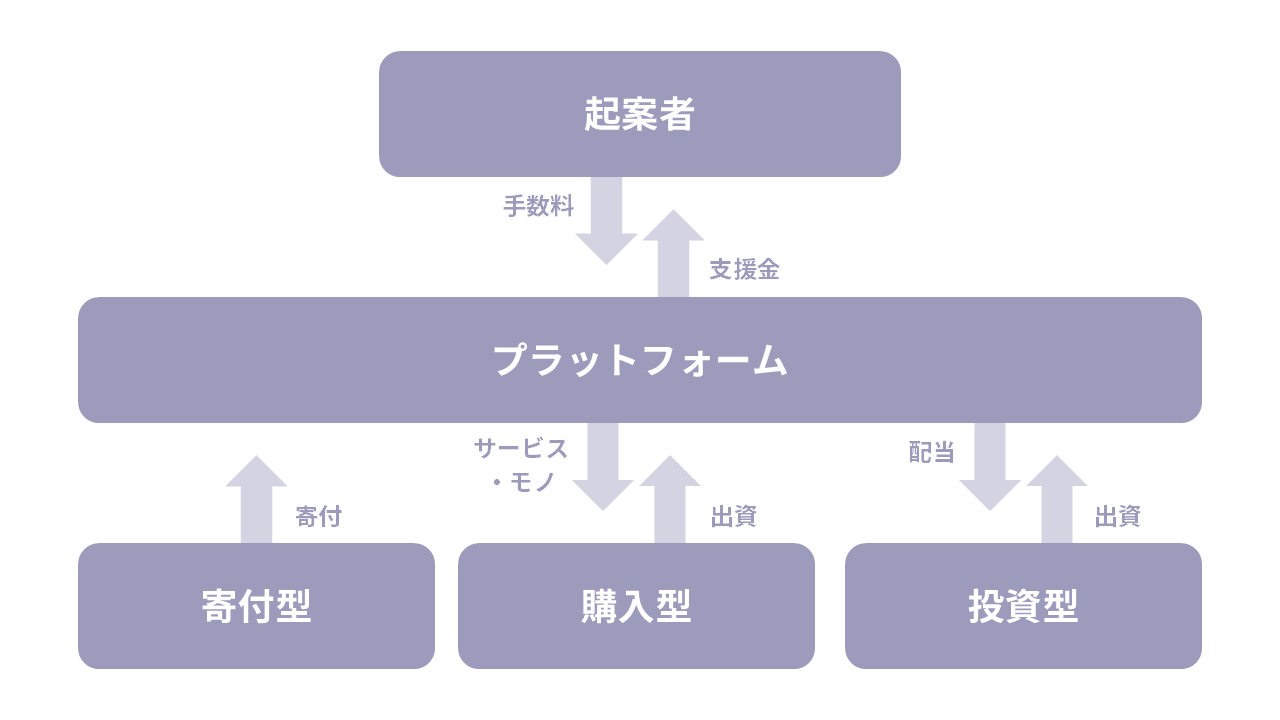 起案者
手数料
支援金
プラットフォーム
サービス
・モノ
配当
寄付
出資
出資
寄付型
購入型
投資型